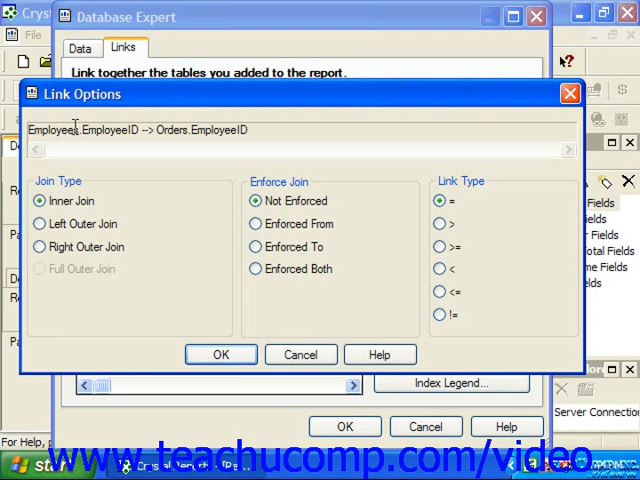 Crys
Database Expert
File
Data
Links
Link together the tables you added to the report.
Link Options
Employees.EmployeeID --> Orders.EmployeeID
Join Type
Enforce Join
Link Type
Inner Join
Not Enforced
=
Left Outer Join
Enforced From
>
Right Outer Join
Enforced To
>=
Full Outer Join
Enforced Both
<
<=
!=
OK
Cancel
Help
Fields
er Fields
otal Fields
me Fields
Index Legend...
OK
Cancel
Help
Server Connection
For Help, p
www.teachucomp.com/video
start